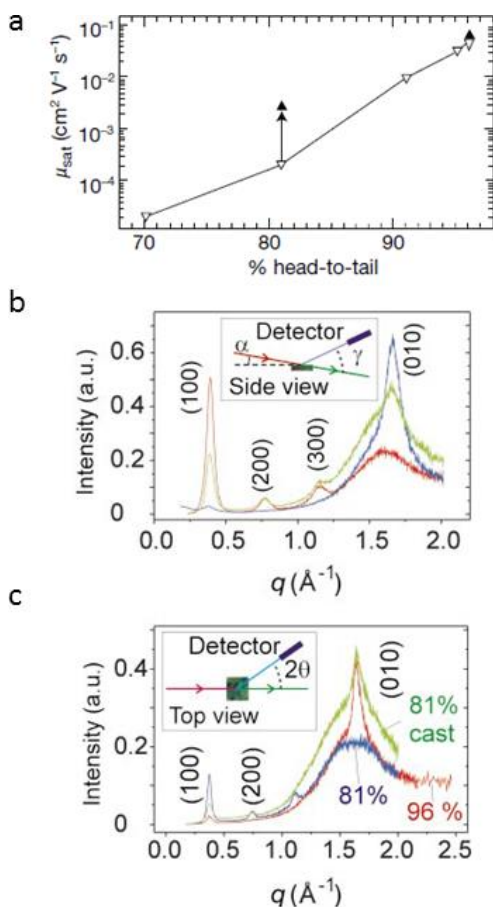 a
μsat (cm² V⁻¹ s⁻¹)
10⁻¹
10⁻²
10⁻³
10⁻⁴
70 80 90
% head-to-tail
b
Intensity (a.u.)
0.6
0.4
0.2
0
(100)
(200)
(300)
(010)
α
Detector
γ
Side view
0.0 0.5 1.0 1.5 2.0
q (Å⁻¹)
c
Intensity (a.u.)
0.4
0.2
0
Detector
2θ
Top view
(010)
(100)
(200)
81%
cast
81%
96 %
0.0 0.5 1.0 1.5 2.0 2.5
q (Å⁻¹)